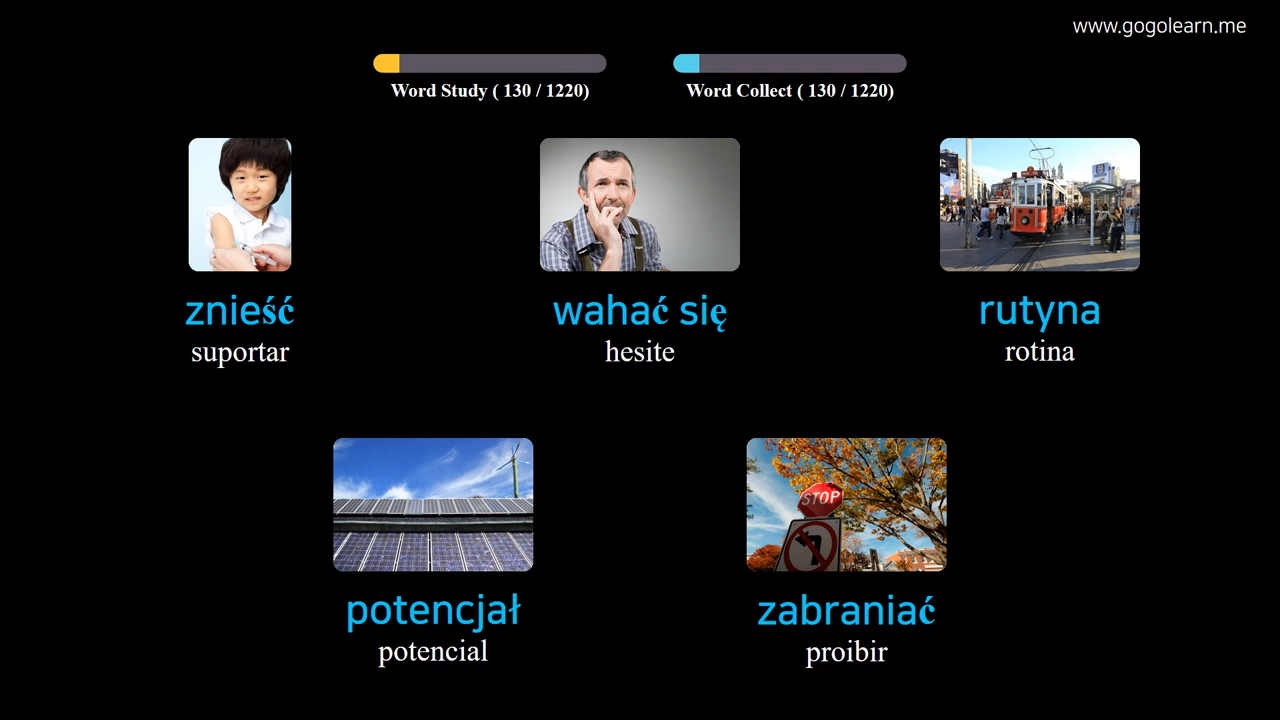 www.gogolearn.me
Word Study ( 130 / 1220)
Word Collect ( 130 / 1220)
znieść
suportar
wahać się
hesite
rutyna
rotina
STOP
potencjał
potencial
zabraniać
proibir